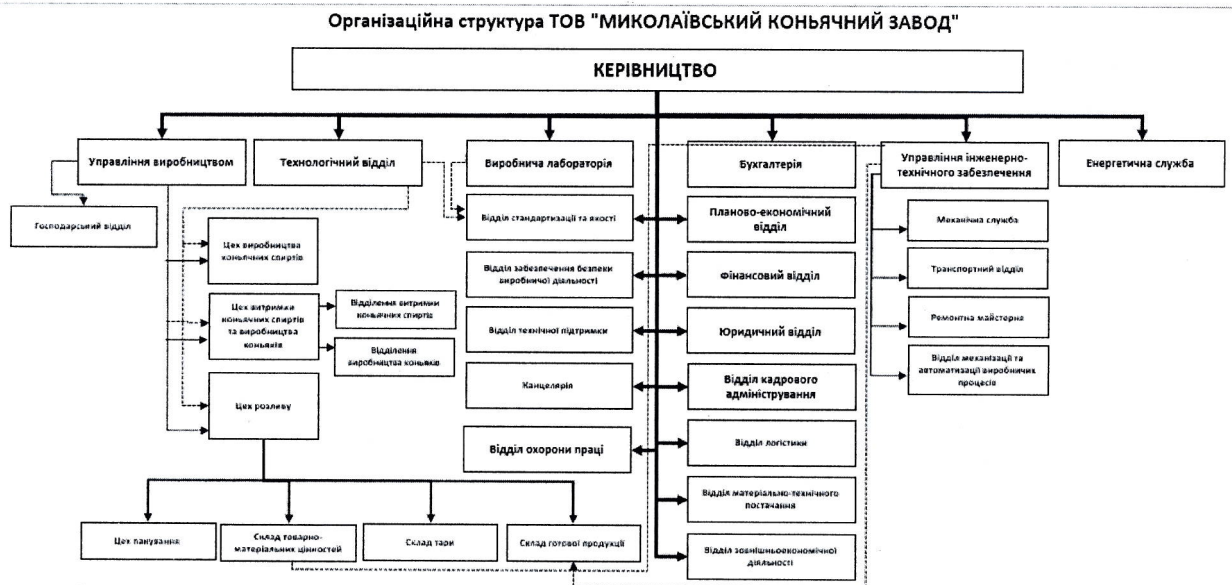 Організаційна структура ТОВ "МИКОЛАЇВСЬКИЙ КОНЬЯЧНИЙ ЗАВОД"
КЕРІВНИЦТВО
Управління виробництвом
Технологічний відділ
Виробнича лабораторія
Бухгалтерія
Управління інженерно-
технічного забезпечення
Енергетична служба
Господарський відділ
Цех виробництва
коньячних спиртів
Цех витримки
коньячних спиртів
та виробництва
коньяків
Відділення витримки
коньячних спиртів
Відділення
виробництва коньяків
Цех розливу
Відділ стандартизації та якості
Відділ забезпечення безпеки
виробничої діяльності
Відділ технічної підтримки
Канцелярія
Відділ охорони праці
Планово-економічний
відділ
Фінансовий відділ
Юридичний відділ
Відділ кадрового
адміністрування
Відділ логістики
Відділ матеріально-технічного
постачання
Відділ зовнішньоекономічної
діяльності
Механічна служба
Транспортний відділ
Ремонтна майстерня
Відділ механізації та
автоматизації виробничих
процесів
Цех пакування
Склад товарно-
матеріальних цінностей
Склад тари
Склад готової продукції